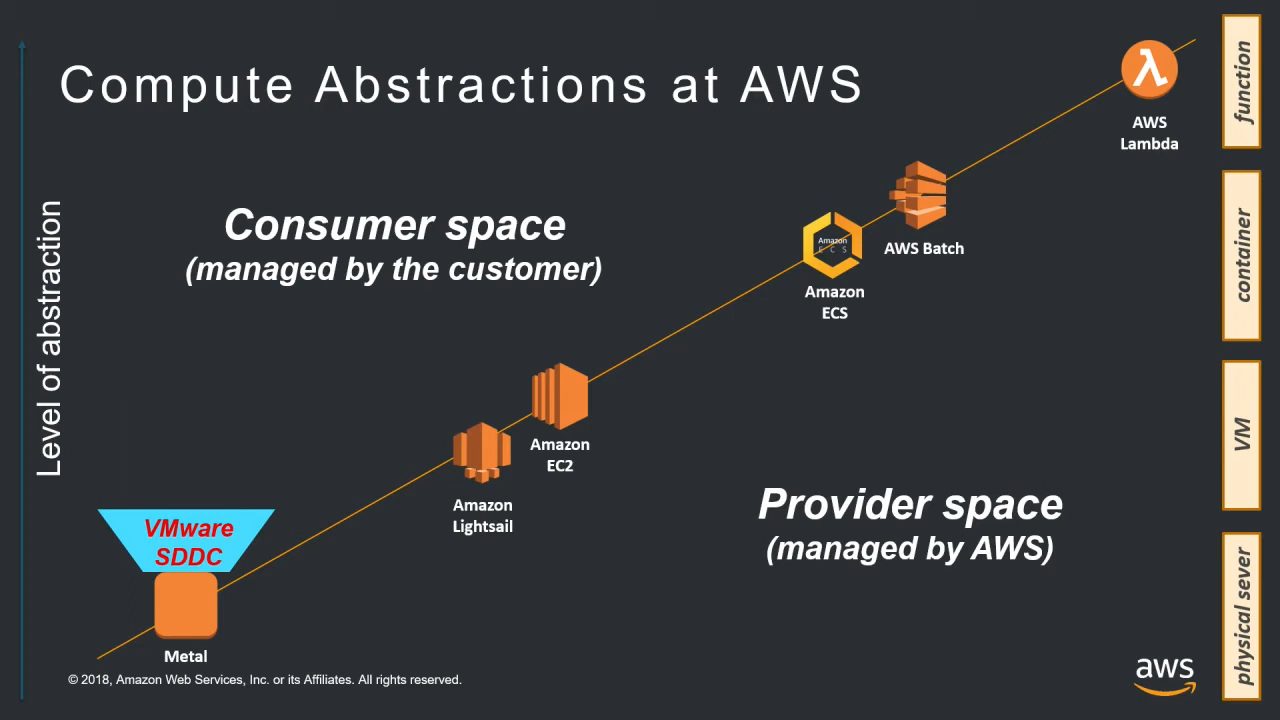 Compute Abstractions at AWS
Level of abstraction
Consumer space
(managed by the customer)
Provider space
(managed by AWS)
VMware
SDDC
Metal
Amazon
Lightsail
Amazon
EC2
Amazon
ECS
Amazon
ECS
AWS Batch
AWS
Lambda
function
container
VM
physical sever
© 2018, Amazon Web Services, Inc. or its Affiliates. All rights reserved.
aws